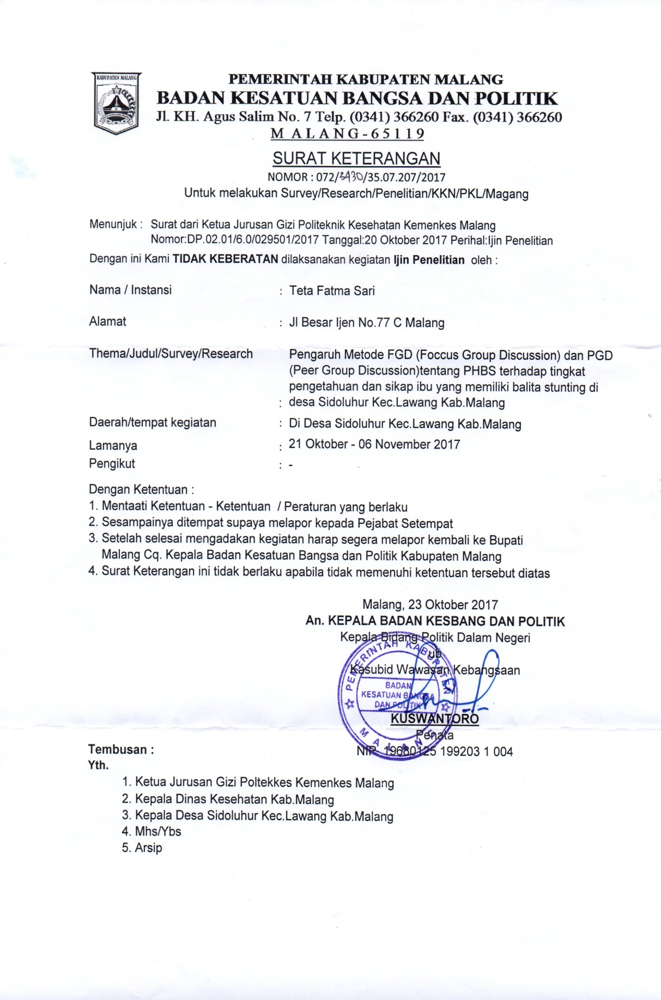 KABUPATEN MALANG
PEMERINTAH KABUPATEN MALANG
BADAN KESATUAN BANGSA DAN POLITIK
Jl. KH. Agus Salim No. 7 Telp. (0341) 366260 Fax. (0341) 366260
M A L A N G - 6 5 1 1 9
SURAT KETERANGAN
NOMOR : 072/3430/35.07.207/2017
Untuk melakukan Survey/Research/Penelitian/KKN/PKL/Magang
Menunjuk : Surat dari Ketua Jurusan Gizi Politeknik Kesehatan Kemenkes Malang
Nomor:DP.02.01/6.0/029501/2017 Tanggal:20 Oktober 2017 Perihal:Ijin Penelitian
Dengan ini Kami TIDAK KEBERATAN dilaksanakan kegiatan Ijin Penelitian oleh :
Nama / Instansi : Teta Fatma Sari
Alamat : Jl Besar Ijen No.77 C Malang
Thema/Judul/Survey/Research Pengaruh Metode FGD (Foccus Group Discussion) dan PGD
(Peer Group Discussion)tentang PHBS terhadap tingkat
pengetahuan dan sikap ibu yang memiliki balita stunting di
: desa Sidoluhur Kec.Lawang Kab.Malang
Daerah/tempat kegiatan : Di Desa Sidoluhur Kec.Lawang Kab.Malang
Lamanya : 21 Oktober - 06 November 2017
Pengikut : -
Dengan Ketentuan :
1. Mentaati Ketentuan - Ketentuan / Peraturan yang berlaku
2. Sesampainya ditempat supaya melapor kepada Pejabat Setempat
3. Setelah selesai mengadakan kegiatan harap segera melapor kembali ke Bupati
Malang Cq. Kepala Badan Kesatuan Bangsa dan Politik Kabupaten Malang
4. Surat Keterangan ini tidak berlaku apabila tidak memenuhi ketentuan tersebut diatas
Malang, 23 Oktober 2017
An. KEPALA BADAN KESBANG DAN POLITIK
Kepala Bidang Politik Dalam Negeri
ub
Kasubid Wawasan Kebangsaan
PEMERINTAH KABUPATEN
BADAN
KESATUAN BANGSA
DAN POLITIK
MALANG
KUSWANTORO
Penata
NIP. 19680125 199203 1 004
Tembusan :
Yth.
1. Ketua Jurusan Gizi Poltekkes Kemenkes Malang
2. Kepala Dinas Kesehatan Kab.Malang
3. Kepala Desa Sidoluhur Kec.Lawang Kab.Malang
4. Mhs/Ybs
5. Arsip